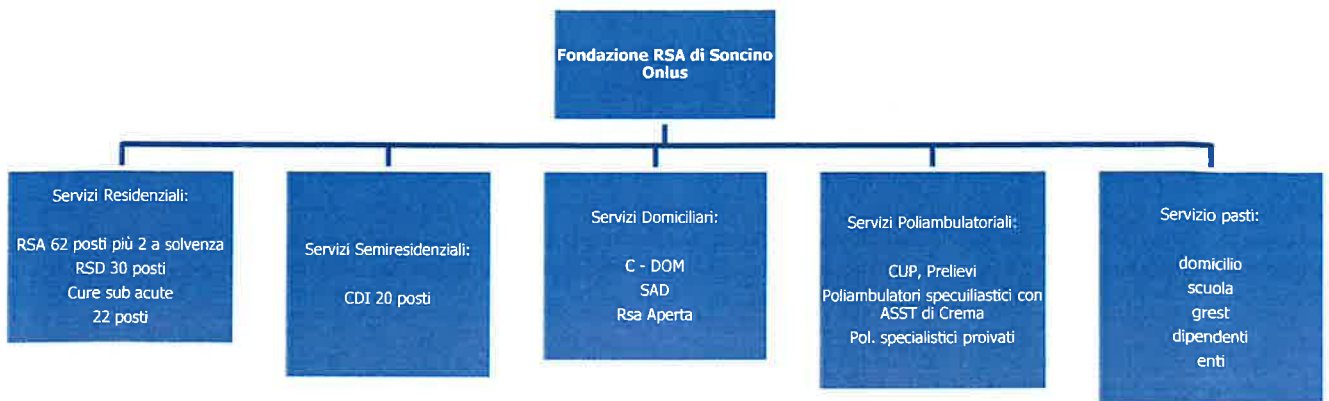 Fondazione RSA di Soncino
Onlus
Servizi Residenziali:
RSA 62 posti più 2 a solvenza
RSD 30 posti
Cure sub acute
22 posti
Servizi Semiresidenziali:
CDI 20 posti
Servizi Domiciliari:
C - DOM
SAD
Rsa Aperta
Servizi Poliambulatoriali:
CUP, Prelievi
Poliambulatori specuiliastici con
ASST di Crema
Pol. specialistici proivati
Servizio pasti:
domicilio
scuola
grest
dipendenti
enti